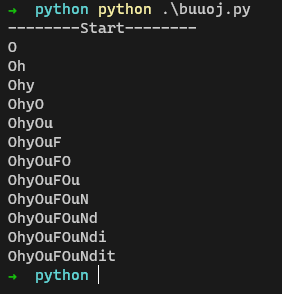 → python python .\buuoj.py
--------Start--------
O
Oh
Ohy
OhyO
OhyOu
OhyOuF
OhyOuFO
OhyOuFOu
OhyOuFOuN
OhyOuFOuNd
OhyOuFOuNdi
OhyOuFOuNdit
→ python